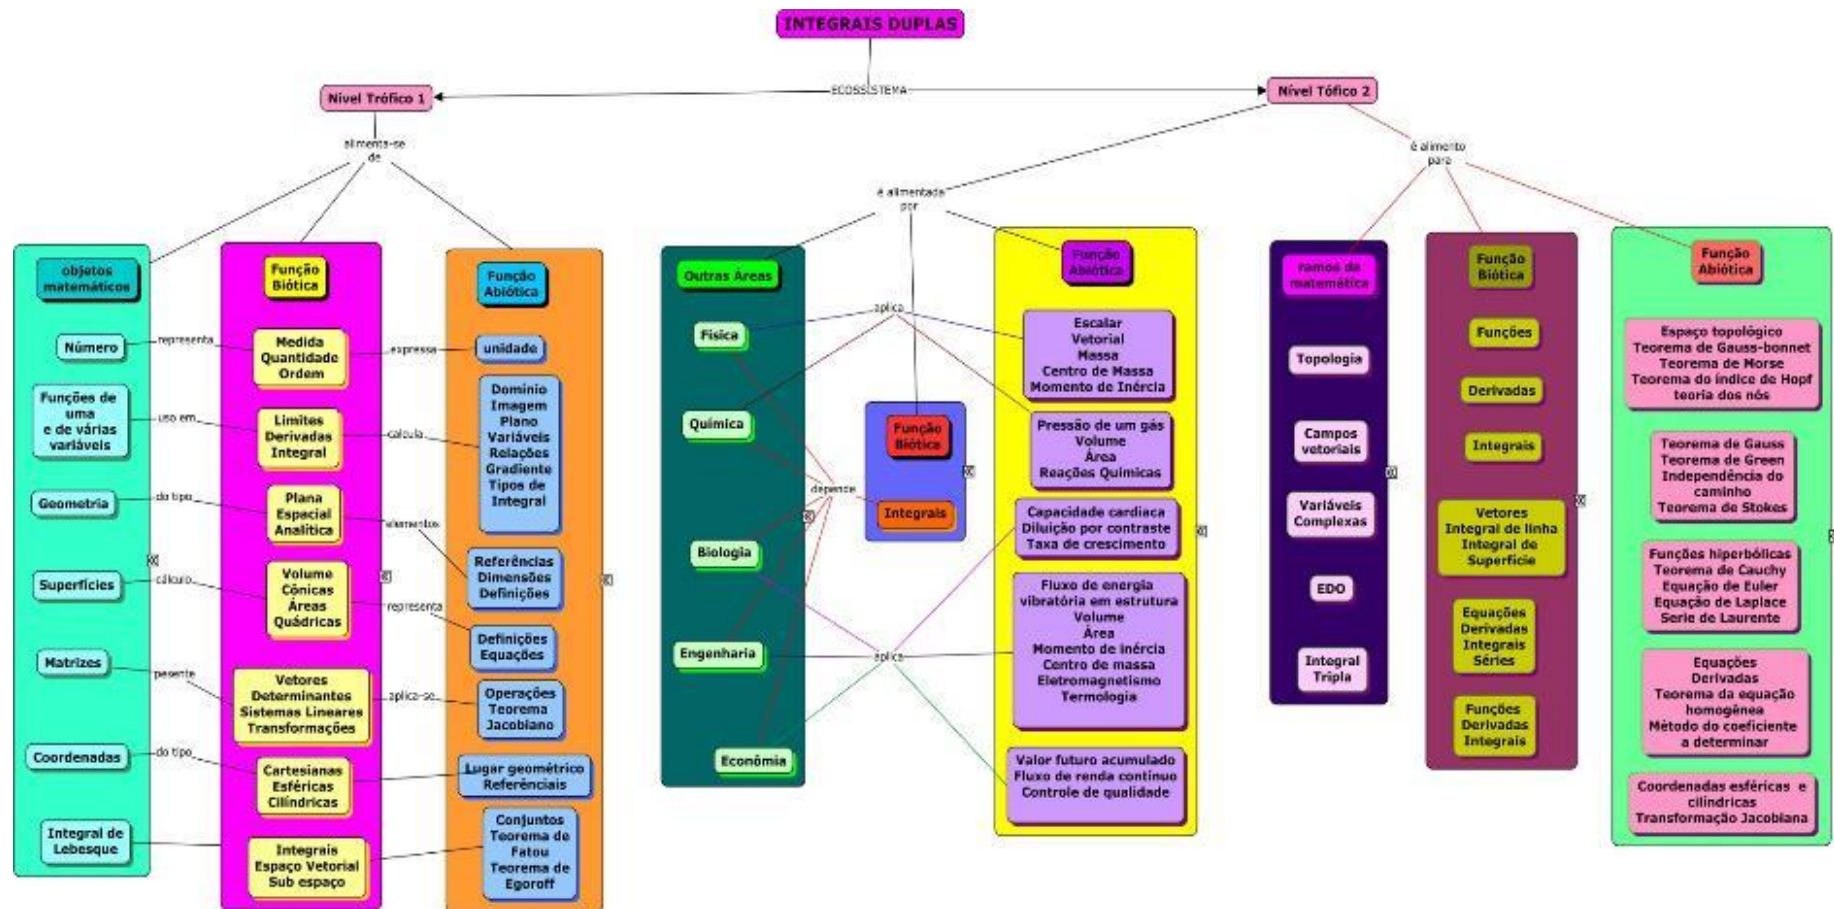 INTEGRAIS DUPLAS
Nível Trófico 1
ECOSSISTEMA
Nível Tófico 2
alimenta-se
de
é alimentada
por
é alimento
para
objetos
matemáticos
Número
Funções de
uma
e de várias
variáveis
Geometria
Superfícies
Matrizes
Coordenadas
Integral de
Lebesque
representa
uso em
do tipo
cálculo
pesente
do tipo
Função
Biótica
Medida
Quantidade
Ordem
Limites
Derivadas
Integral
Plana
Espacial
Analítica
Volume
Cônicas
Áreas
Quádricas
Vetores
Determinantes
Sistemas Lineares
Transformações
Cartesianas
Esféricas
Cilíndricas
Integrais
Espaço Vetorial
Sub espaço
expressa
calcula
elementos
representa
aplica-se
Função
Abiótica
unidade
Domínio
Imagem
Plano
Variáveis
Relações
Gradiente
Tipos de
Integral
Referências
Dimensões
Definições
Definições
Equações
Operações
Teorema
Jacobiano
Lugar geométrico
Referênciais
Conjuntos
Teorema de
Fatou
Teorema de
Egoroff
Outras Áreas
Física
Química
Biologia
Engenharia
Econômia
aplica
depende
aplica
Função
Biótica
Integrais
Função
Abiótica
Escalar
Vetorial
Massa
Centro de Massa
Momento de Inércia
Pressão de um gás
Volume
Área
Reações Químicas
Capacidade cardíaca
Diluição por contraste
Taxa de crescimento
Fluxo de energia
vibratória em estrutura
Volume
Área
Momento de inércia
Centro de massa
Eletromagnetismo
Termologia
Valor futuro acumulado
Fluxo de renda contínuo
Controle de qualidade
ramos da
matemática
Topologia
Campos
vetoriais
Variáveis
Complexas
EDO
Integral
Tripla
Função
Biótica
Funções
Derivadas
Integrais
Vetores
Integral de linha
Integral de
Superfície
Equações
Derivadas
Integrais
Séries
Funções
Derivadas
Integrais
Função
Abiótica
Espaço topológico
Teorema de Gauss-bonnet
Teorema de Morse
Teorema do índice de Hopf
teoria dos nós
Teorema de Gauss
Teorema de Green
Independência do
caminho
Teorema de Stokes
Funções hiperbólicas
Teorema de Cauchy
Equação de Euler
Equação de Laplace
Serie de Laurente
Equações
Derivadas
Teorema da equação
homogênea
Método do coeficiente
a determinar
Coordenadas esféricas e
cilíndricas
Transformação Jacobiana